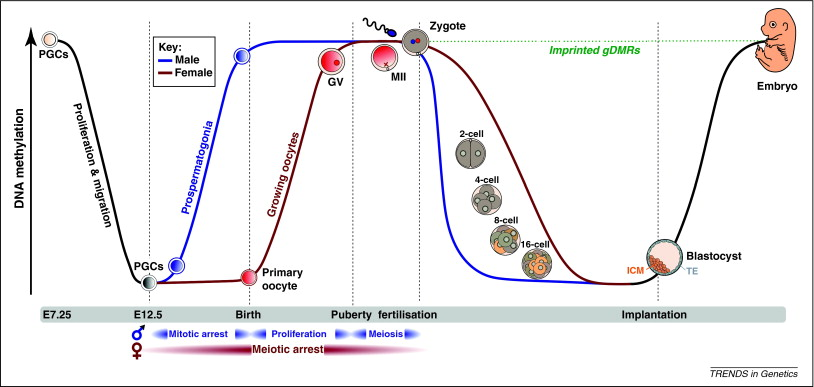 DNA methylation
PGCs
Key:
Male
Female
Proliferation & migration
Prospermatogonia
PGCs
Growing oocytes
Primary
oocyte
GV
MII
Zygote
Imprinted gDMRs
2-cell
4-cell
8-cell
16-cell
Embryo
Blastocyst
ICM
TE
E7.25 E12.5 Birth Puberty fertilisation Implantation
♂ Mitotic arrest Proliferation Meiosis
♀ Meiotic arrest
TRENDS in Genetics